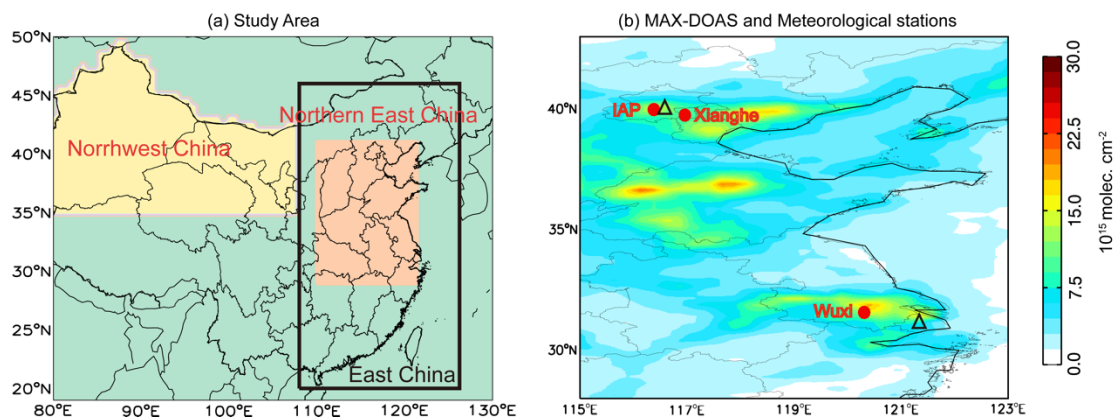 (a) Study Area
50°N
45°N
40°N
35°N
30°N
25°N
20°N
80°E 90°E 100°E 110°E 120°E 130°E
Northern East China
Norrhwest China
East China
(b) MAX-DOAS and Meteorological stations
40°N
35°N
30°N
115°E 117°E 119°E 121°E 123°E
IAP
Xianghe
Wuxi
30.0
22.5
15.0
7.5
0.0
10¹⁵ molec. cm⁻²